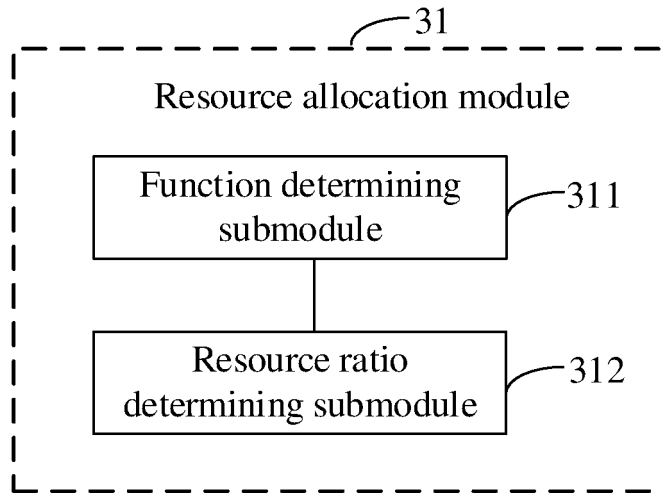 31
Resource allocation module
Function determining
submodule
311
Resource ratio
determining submodule
312